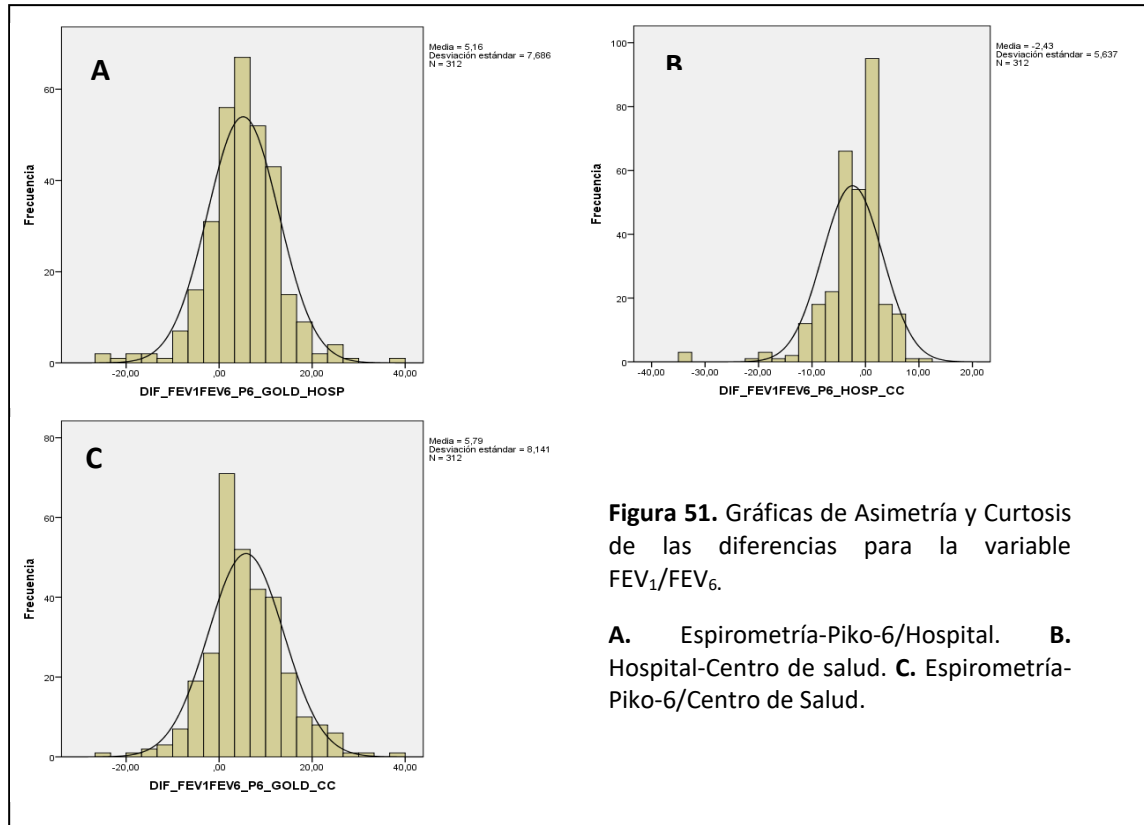 A
Media = 5,16
Desviación estándar = 7,686
N = 312
Frecuencia
60
40
20
0
-20,00 ,00 20,00 40,00
DIF_FEV1FEV6_P6_GOLD_HOSP
B
Media = -2,43
Desviación estándar = 5,637
N = 312
Frecuencia
100
80
60
40
20
0
-40,00 -30,00 -20,00 -10,00 ,00 10,00 20,00
DIF_FEV1FEV6_P6_HOSP_CC
C
Media = 5,79
Desviación estándar = 8,141
N = 312
Frecuencia
80
60
40
20
0
-20,00 ,00 20,00 40,00
DIF_FEV1FEV6_P6_GOLD_CC
Figura 51. Gráficas de Asimetría y Curtosis
de las diferencias para la variable
FEV₁/FEV₆.
A. Espirometría-Piko-6/Hospital. B.
Hospital-Centro de salud. C. Espirometría-
Piko-6/Centro de Salud.